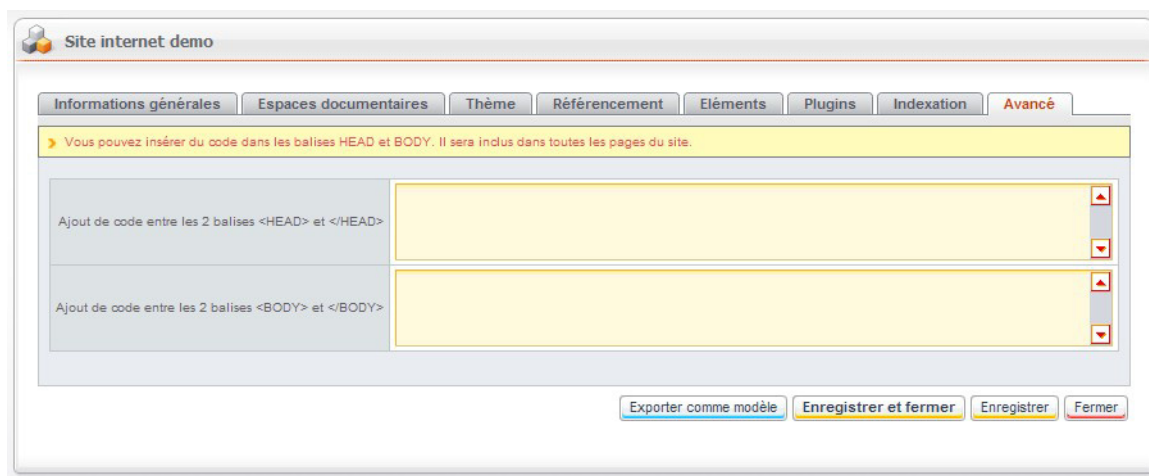 Site internet demo
Informations générales Espaces documentaires Thème Référencement Eléments Plugins Indexation Avancé
Vous pouvez insérer du code dans les balises HEAD et BODY. Il sera inclus dans toutes les pages du site.
Ajout de code entre les 2 balises <HEAD> et </HEAD>
Ajout de code entre les 2 balises <BODY> et </BODY>
Exporter comme modèle Enregistrer et fermer Enregistrer Fermer